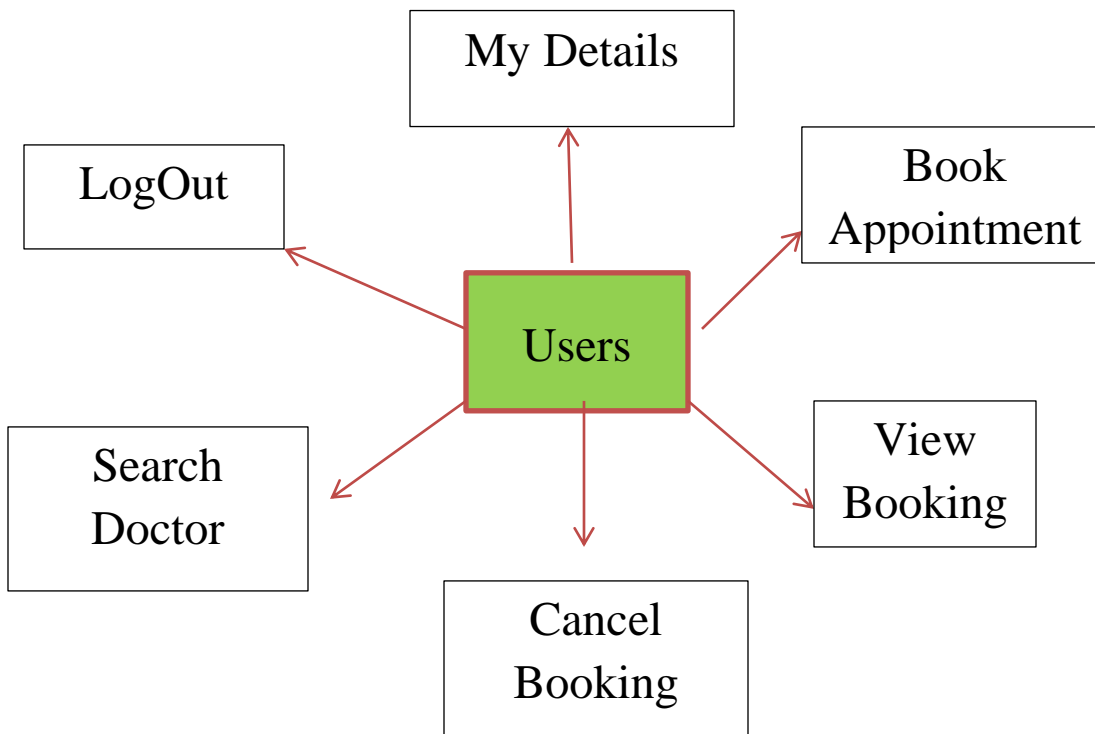 My Details
LogOut
Book
Appointment
Users
Search
Doctor
View
Booking
Cancel
Booking